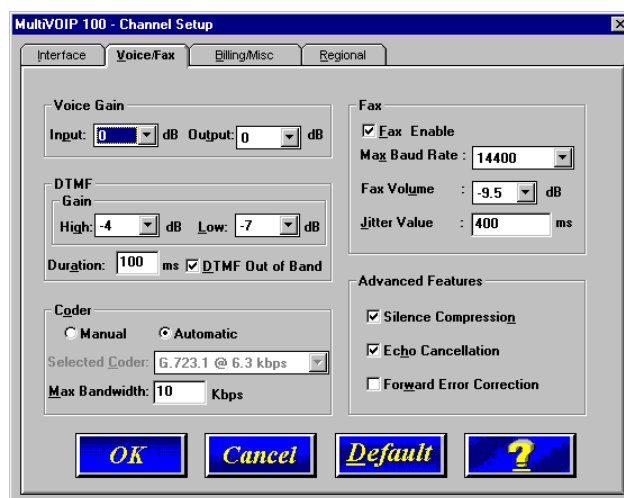 MultiVOIP 100 - Channel Setup
Interface Voice/Fax Billing/Misc Regional
Voice Gain
Input: 0 dB Output: 0 dB
DTMF
Gain
High: -4 dB Low: -7 dB
Duration: 100 ms DTMF Out of Band
Coder
Manual Automatic
Selected Coder: G.723.1 @ 6.3 kbps
Max Bandwidth: 10 Kbps
Fax
Fax Enable
Max Baud Rate : 14400
Fax Volume : -9.5 dB
Jitter Value : 400 ms
Advanced Features
Silence Compression
Echo Cancellation
Forward Error Correction
OK Cancel Default ?